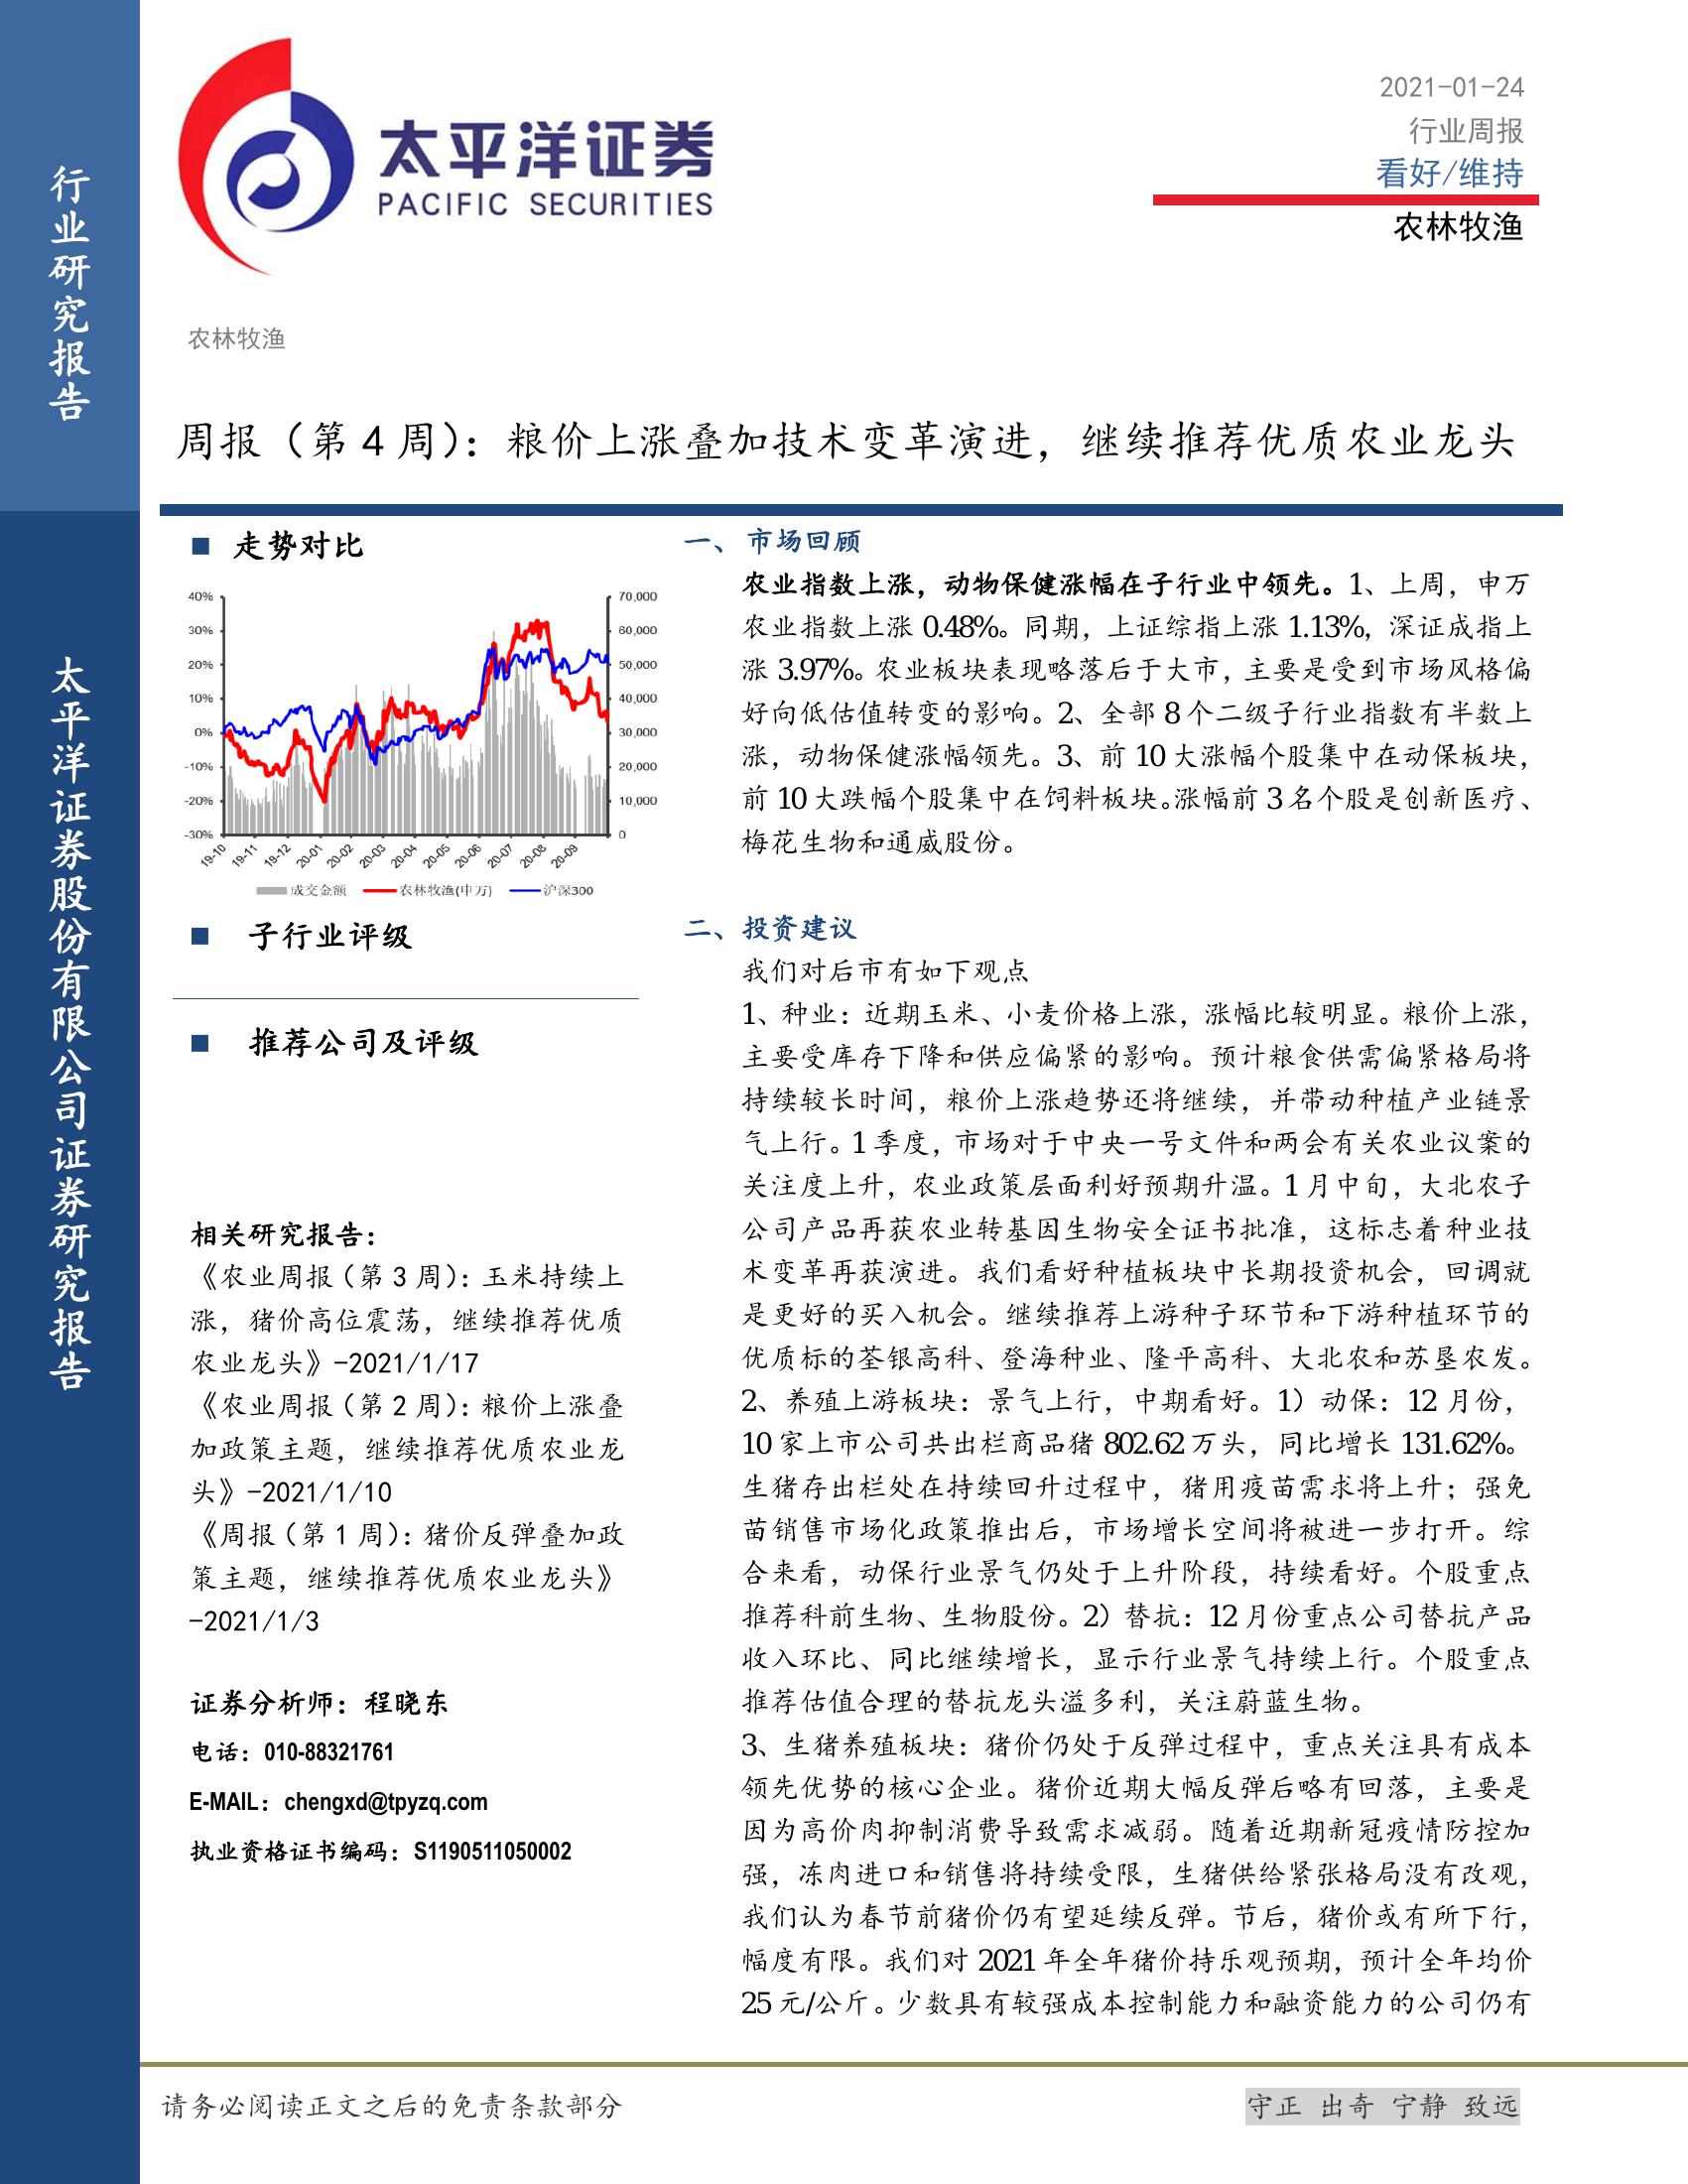 行业研究报告
太平洋证券股份有限公司证券研究报告
太平洋证券
PACIFIC SECURITIES
2021-01-24
行业周报
看好/维持
农林牧渔
农林牧渔
周报（第 4 周）：粮价上涨叠加技术变革演进，继续推荐优质农业龙头
■ 走势对比
40%
30%
20%
10%
0%
-10%
-20%
-30%
70,000
60,000
50,000
40,000
30,000
20,000
10,000
0
19-10 19-11 19-12 20-01 20-02 20-03 20-04 20-05 20-06 20-07 20-08 20-09
成交金额 农林牧渔(申万) 沪深300
■ 子行业评级
■ 推荐公司及评级
相关研究报告：
《农业周报（第 3 周）：玉米持续上
涨，猪价高位震荡，继续推荐优质
农业龙头》—2021/1/17
《农业周报（第 2 周）：粮价上涨叠
加政策主题，继续推荐优质农业龙
头》—2021/1/10
《周报（第 1 周）：猪价反弹叠加政
策主题，继续推荐优质农业龙头》
—2021/1/3
证券分析师：程晓东
电话：010-88321761
E-MAIL：chengxd@tpyzq.com
执业资格证书编码：S1190511050002
一、 市场回顾
农业指数上涨，动物保健涨幅在子行业中领先。1、上周，申万
农业指数上涨 0.48%。同期，上证综指上涨 1.13%，深证成指上
涨 3.97%。农业板块表现略落后于大市，主要是受到市场风格偏
好向低估值转变的影响。2、全部 8 个二级子行业指数有半数上
涨，动物保健涨幅领先。3、前 10 大涨幅个股集中在动保板块，
前 10 大跌幅个股集中在饲料板块。涨幅前 3 名个股是创新医疗、
梅花生物和通威股份。
二、 投资建议
我们对后市有如下观点
1、种业：近期玉米、小麦价格上涨，涨幅比较明显。粮价上涨，
主要受库存下降和供应偏紧的影响。预计粮食供需偏紧格局将
持续较长时间，粮价上涨趋势还将继续，并带动种植产业链景
气上行。1 季度，市场对于中央一号文件和两会有关农业议案的
关注度上升，农业政策层面利好预期升温。1 月中旬，大北农子
公司产品再获农业转基因生物安全证书批准，这标志着种业技
术变革再获演进。我们看好种植板块中长期投资机会，回调就
是更好的买入机会。继续推荐上游种子环节和下游种植环节的
优质标的荃银高科、登海种业、隆平高科、大北农和苏垦农发。
2、养殖上游板块：景气上行，中期看好。1）动保：12 月份，
10 家上市公司共出栏商品猪 802.62 万头，同比增长 131.62%。
生猪存出栏处在持续回升过程中，猪用疫苗需求将上升；强免
苗销售市场化政策推出后，市场增长空间将被进一步打开。综
合来看，动保行业景气仍处于上升阶段，持续看好。个股重点
推荐科前生物、生物股份。2）替抗：12 月份重点公司替抗产品
收入环比、同比继续增长，显示行业景气持续上行。个股重点
推荐估值合理的替抗龙头溢多利，关注蔚蓝生物。
3、生猪养殖板块：猪价仍处于反弹过程中，重点关注具有成本
领先优势的核心企业。猪价近期大幅反弹后略有回落，主要是
因为高价肉抑制消费导致需求减弱。随着近期新冠疫情防控加
强，冻肉进口和销售将持续受限，生猪供给紧张格局没有改观，
我们认为春节前猪价仍有望延续反弹。节后，猪价或有所下行，
幅度有限。我们对 2021 年全年猪价持乐观预期，预计全年均价
25 元/公斤。少数具有较强成本控制能力和融资能力的公司仍有
请务必阅读正文之后的免责条款部分
守正 出奇 宁静 致远